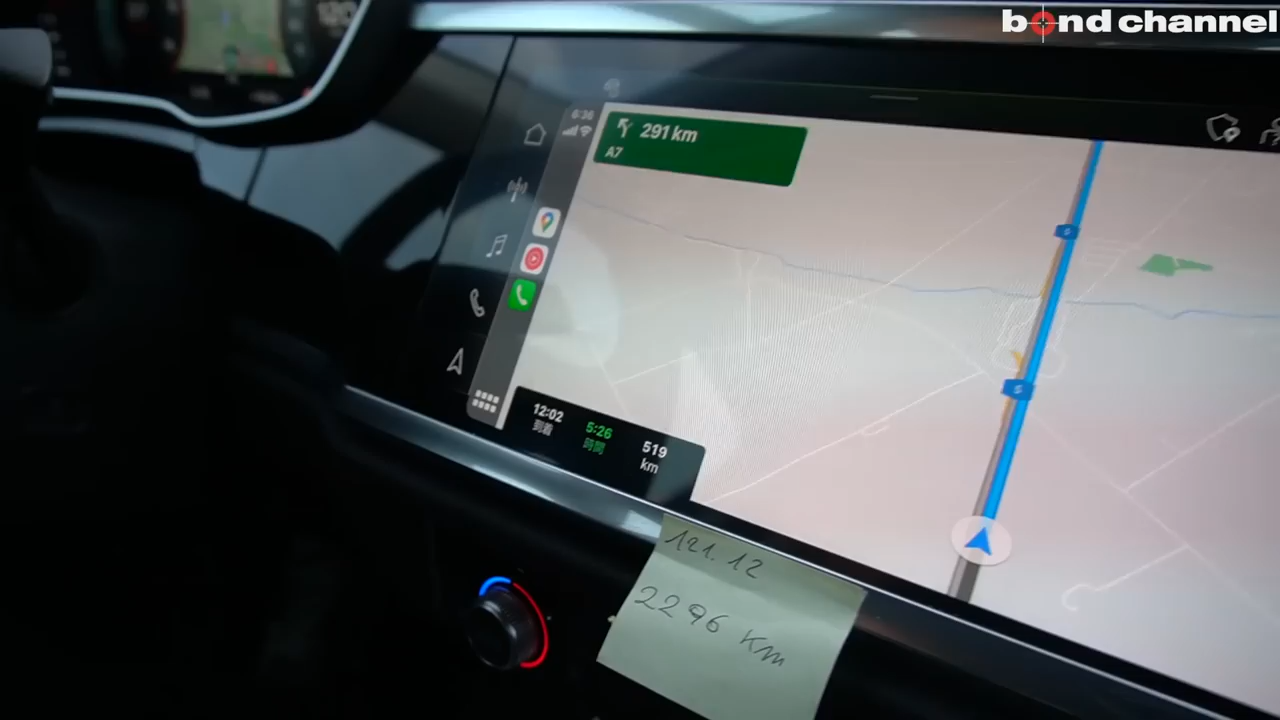 bond channel
120
6:36
291 km
A7
12:02
到着
5:26
時間
519
km
121.12
2296 km